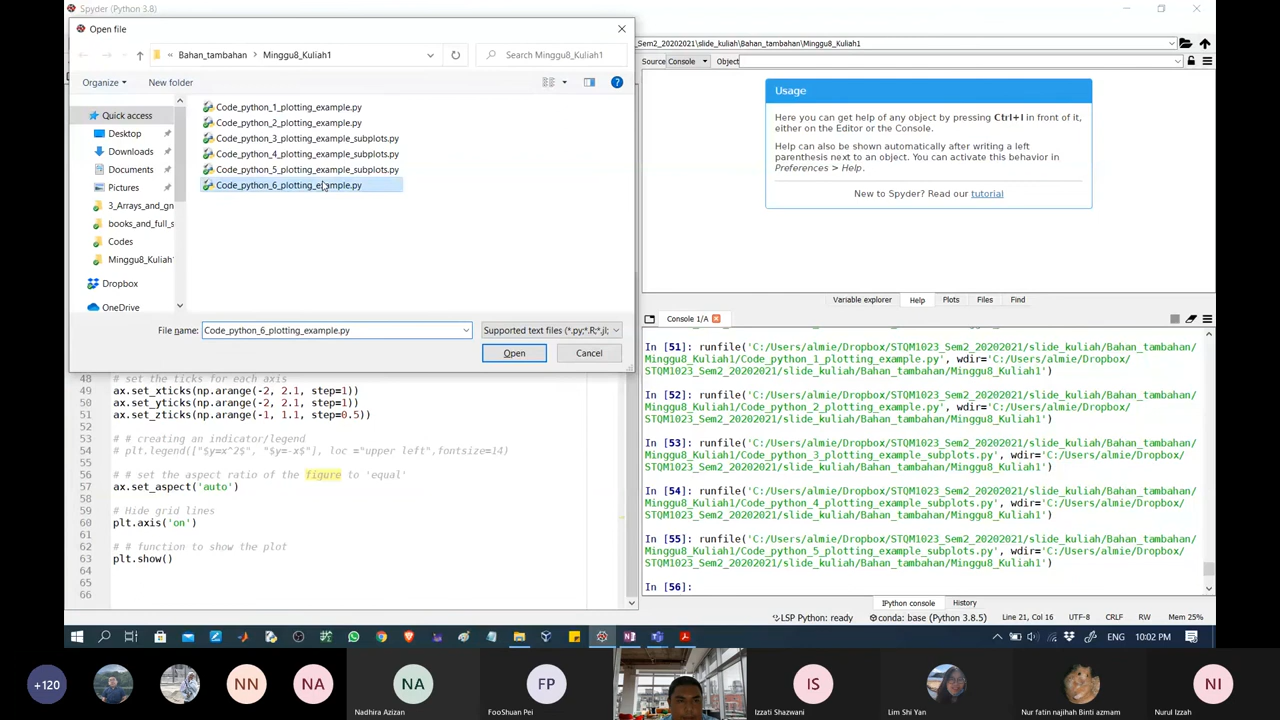 Spyder (Python 3.8)
Open file
« Bahan_tambahan > Minggu8_Kuliah1
Search Minggu8_Kuliah1
Organize
New folder
Quick access
Desktop
Downloads
Documents
Pictures
3_Arrays_and_gn
books_and_full_s
Codes
Minggu8_Kuliah1
Dropbox
OneDrive
Code_python_1_plotting_example.py
Code_python_2_plotting_example.py
Code_python_3_plotting_example_subplots.py
Code_python_4_plotting_example_subplots.py
Code_python_5_plotting_example_subplots.py
Code_python_6_plotting_example.py
File name: Code_python_6_plotting_example.py
Supported text files (*.py;*.R;*.jl;
Open
Cancel
48 # set the ticks for each axis
49 ax.set_xticks(np.arange(-2, 2.1, step=1))
50 ax.set_yticks(np.arange(-2, 2.1, step=1))
51 ax.set_zticks(np.arange(-1, 1.1, step=0.5))
52
53 # # creating an indicator/legend
54 # plt.legend(["$y=x^2$", "$y=-x$"], loc ="upper left",fontsize=14)
55
56 # # set the aspect ratio of the figure to 'equal'
57 ax.set_aspect('auto')
58
59 # Hide grid lines
60 plt.axis('on')
61
62 # # function to show the plot
63 plt.show()
64
65
66
_Sem2_20202021\slide_kuliah\Bahan_tambahan\Minggu8_Kuliah1
Source Console Object
Usage
Here you can get help of any object by pressing Ctrl+I in front of it,
either on the Editor or the Console.
Help can also be shown automatically after writing a left
parenthesis next to an object. You can activate this behavior in
Preferences > Help.
New to Spyder? Read our tutorial
Variable explorer Help Plots Files Find
Console 1/A
In [51]: runfile('C:/Users/almie/Dropbox/STQM1023_Sem2_20202021/slide_kuliah/Bahan_tambahan/
Minggu8_Kuliah1/Code_python_1_plotting_example.py', wdir='C:/Users/almie/Dropbox/
STQM1023_Sem2_20202021/slide_kuliah/Bahan_tambahan/Minggu8_Kuliah1')
In [52]: runfile('C:/Users/almie/Dropbox/STQM1023_Sem2_20202021/slide_kuliah/Bahan_tambahan/
Minggu8_Kuliah1/Code_python_2_plotting_example.py', wdir='C:/Users/almie/Dropbox/
STQM1023_Sem2_20202021/slide_kuliah/Bahan_tambahan/Minggu8_Kuliah1')
In [53]: runfile('C:/Users/almie/Dropbox/STQM1023_Sem2_20202021/slide_kuliah/Bahan_tambahan/
Minggu8_Kuliah1/Code_python_3_plotting_example_subplots.py', wdir='C:/Users/almie/Dropbox/
STQM1023_Sem2_20202021/slide_kuliah/Bahan_tambahan/Minggu8_Kuliah1')
In [54]: runfile('C:/Users/almie/Dropbox/STQM1023_Sem2_20202021/slide_kuliah/Bahan_tambahan/
Minggu8_Kuliah1/Code_python_4_plotting_example_subplots.py', wdir='C:/Users/almie/Dropbox/
STQM1023_Sem2_20202021/slide_kuliah/Bahan_tambahan/Minggu8_Kuliah1')
In [55]: runfile('C:/Users/almie/Dropbox/STQM1023_Sem2_20202021/slide_kuliah/Bahan_tambahan/
Minggu8_Kuliah1/Code_python_5_plotting_example_subplots.py', wdir='C:/Users/almie/Dropbox/
STQM1023_Sem2_20202021/slide_kuliah/Bahan_tambahan/Minggu8_Kuliah1')
In [56]:
IPython console History
LSP Python: ready conda: base (Python 3.8.5) Line 21, Col 16 UTF-8 CRLF RW Mem 25%
ENG 10:02 PM
+120 NN NA NA FP IS NI
Nadhira Azizan FooShuan Pei Izzati Shazwani Lim Shi Yan Nur fatin najihah Binti azmam Nurul Izzah